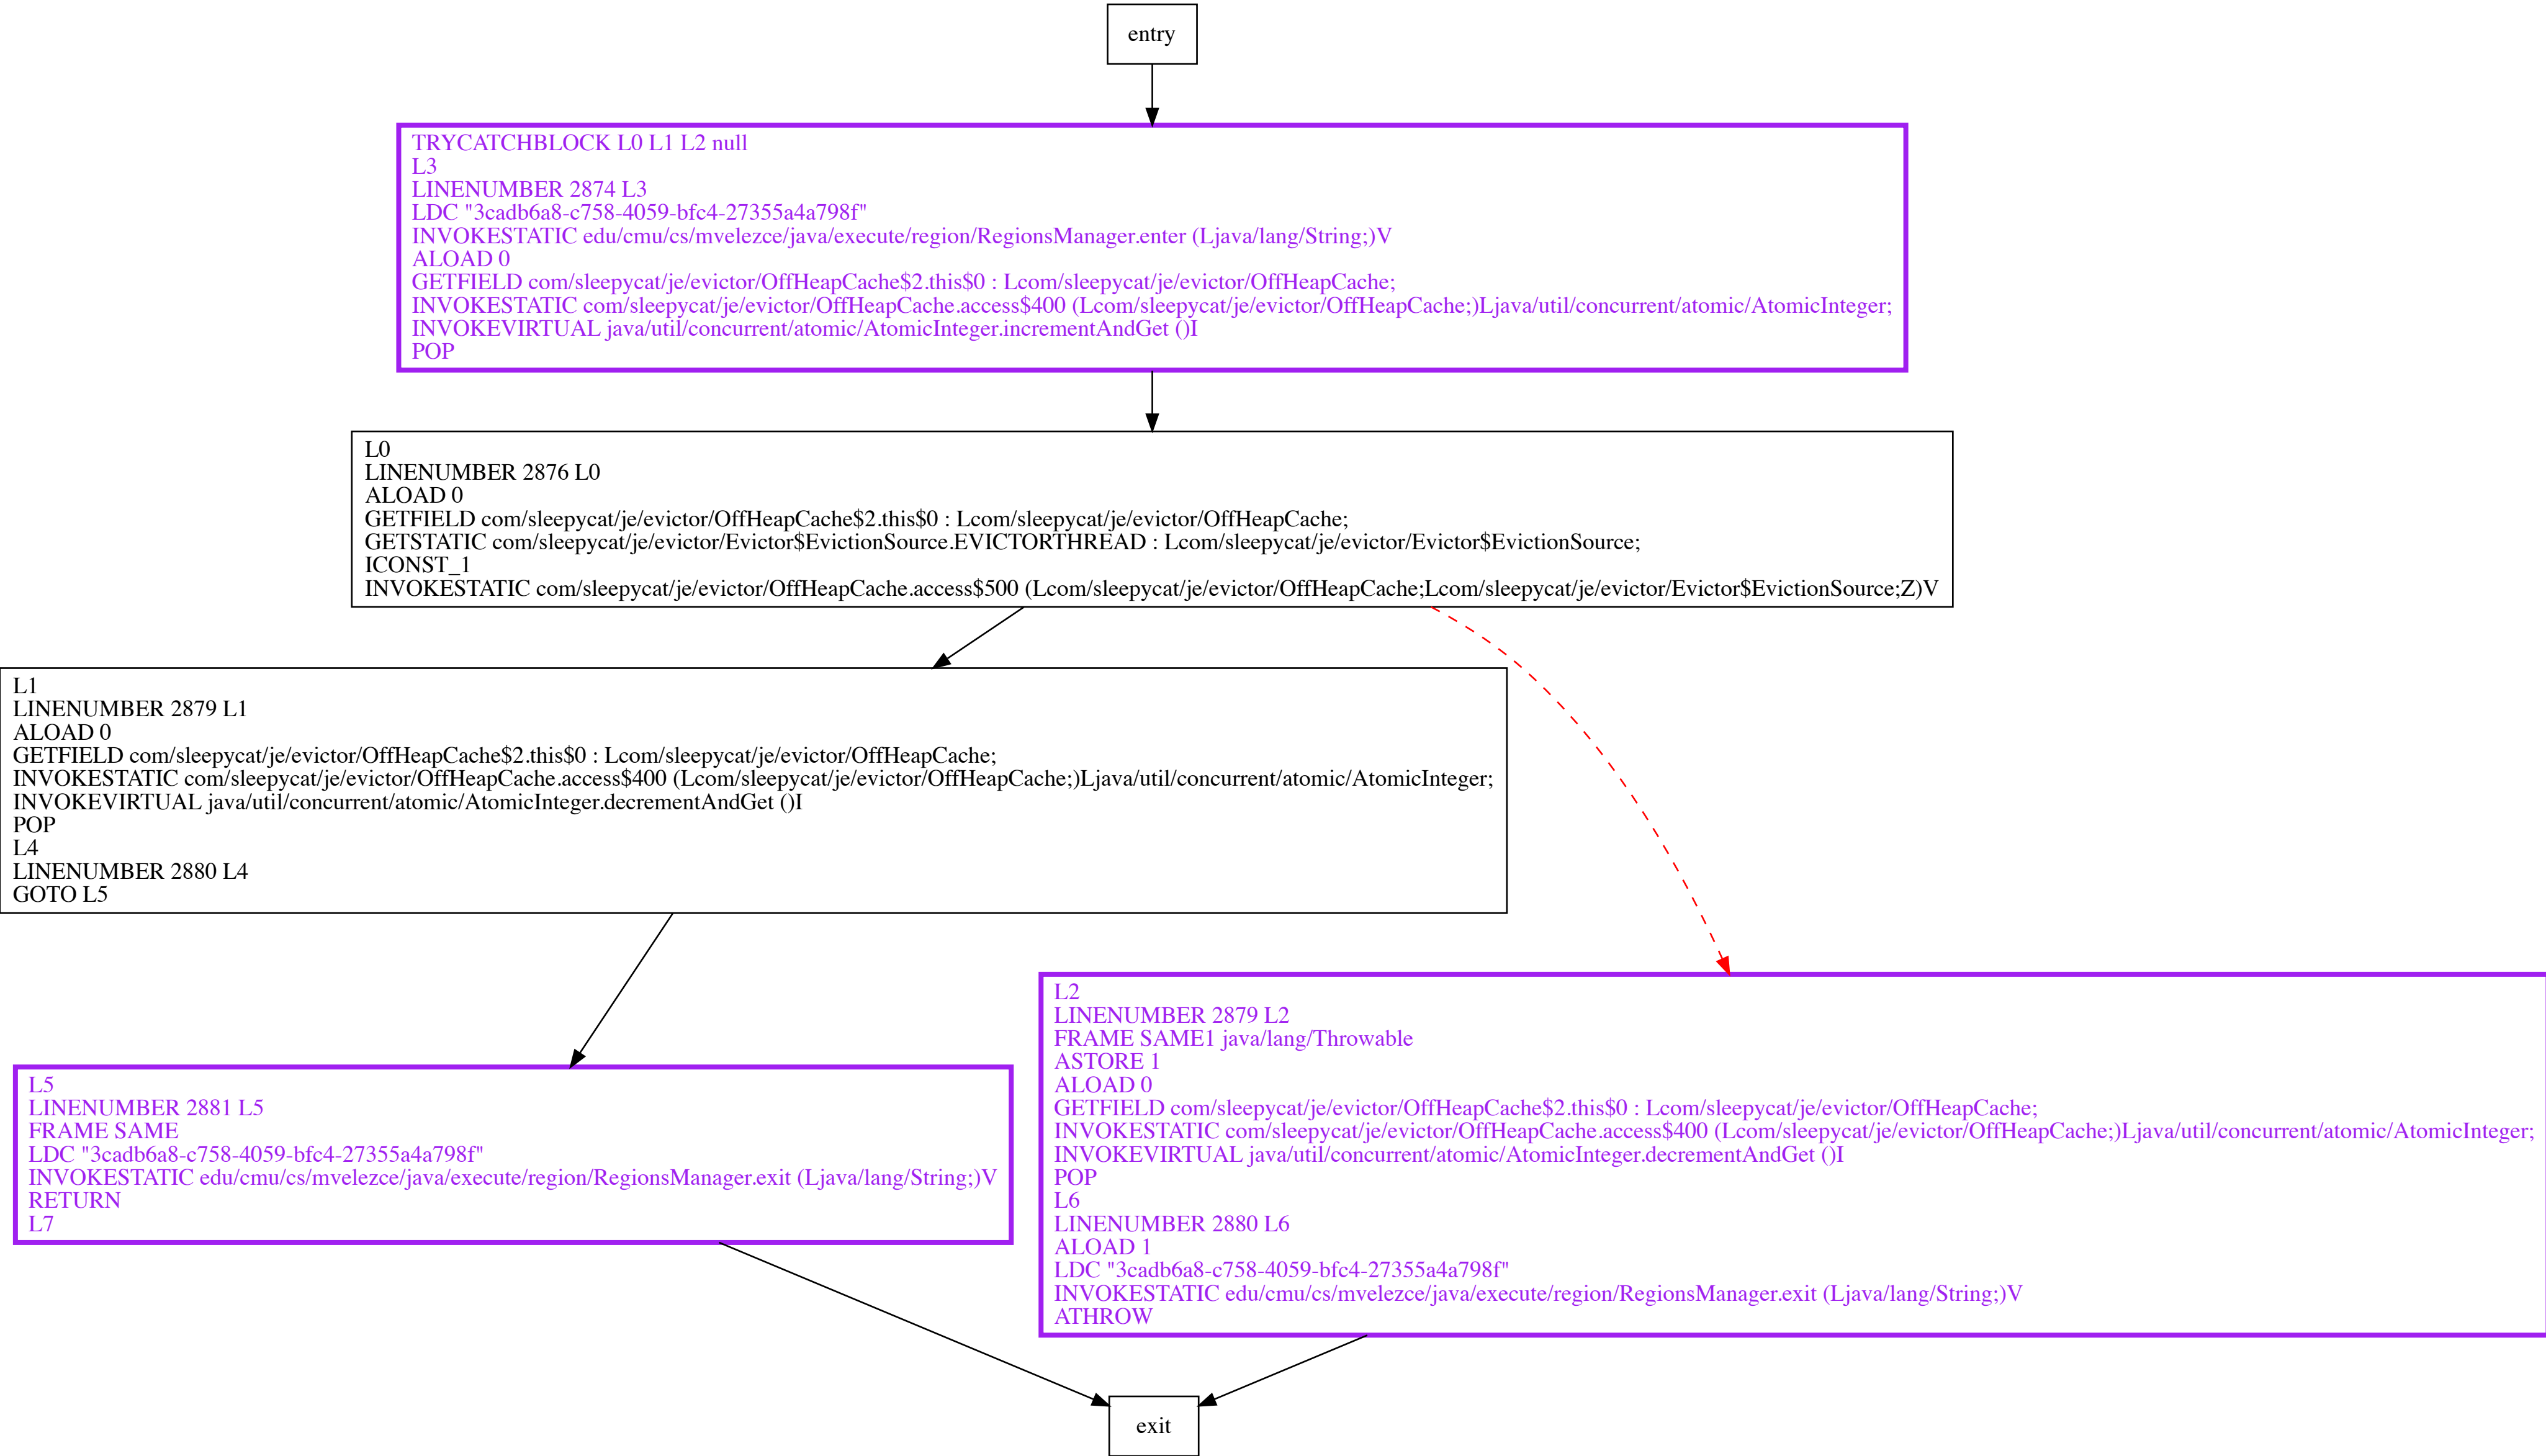 entry
TRYCATCHBLOCK L0 L1 L2 null
L3
LINENUMBER 2874 L3
LDC "3cadb6a8-c758-4059-bfc4-27355a4a798f"
INVOKESTATIC edu/cmu/cs/mvelezce/java/execute/region/RegionsManager.enter (Ljava/lang/String;)V
ALOAD 0
GETFIELD com/sleepycat/je/evictor/OffHeapCache$2.this$0 : Lcom/sleepycat/je/evictor/OffHeapCache;
INVOKESTATIC com/sleepycat/je/evictor/OffHeapCache.access$400 (Lcom/sleepycat/je/evictor/OffHeapCache;)Ljava/util/concurrent/atomic/AtomicInteger;
INVOKEVIRTUAL java/util/concurrent/atomic/AtomicInteger.incrementAndGet ()I
POP
L0
LINENUMBER 2876 L0
ALOAD 0
GETFIELD com/sleepycat/je/evictor/OffHeapCache$2.this$0 : Lcom/sleepycat/je/evictor/OffHeapCache;
GETSTATIC com/sleepycat/je/evictor/Evictor$EvictionSource.EVICTORTHREAD : Lcom/sleepycat/je/evictor/Evictor$EvictionSource;
ICONST_1
INVOKESTATIC com/sleepycat/je/evictor/OffHeapCache.access$500 (Lcom/sleepycat/je/evictor/OffHeapCache;Lcom/sleepycat/je/evictor/Evictor$EvictionSource;Z)V
L1
LINENUMBER 2879 L1
ALOAD 0
GETFIELD com/sleepycat/je/evictor/OffHeapCache$2.this$0 : Lcom/sleepycat/je/evictor/OffHeapCache;
INVOKESTATIC com/sleepycat/je/evictor/OffHeapCache.access$400 (Lcom/sleepycat/je/evictor/OffHeapCache;)Ljava/util/concurrent/atomic/AtomicInteger;
INVOKEVIRTUAL java/util/concurrent/atomic/AtomicInteger.decrementAndGet ()I
POP
L4
LINENUMBER 2880 L4
GOTO L5
L5
LINENUMBER 2881 L5
FRAME SAME
LDC "3cadb6a8-c758-4059-bfc4-27355a4a798f"
INVOKESTATIC edu/cmu/cs/mvelezce/java/execute/region/RegionsManager.exit (Ljava/lang/String;)V
RETURN
L7
L2
LINENUMBER 2879 L2
FRAME SAME1 java/lang/Throwable
ASTORE 1
ALOAD 0
GETFIELD com/sleepycat/je/evictor/OffHeapCache$2.this$0 : Lcom/sleepycat/je/evictor/OffHeapCache;
INVOKESTATIC com/sleepycat/je/evictor/OffHeapCache.access$400 (Lcom/sleepycat/je/evictor/OffHeapCache;)Ljava/util/concurrent/atomic/AtomicInteger;
INVOKEVIRTUAL java/util/concurrent/atomic/AtomicInteger.decrementAndGet ()I
POP
L6
LINENUMBER 2880 L6
ALOAD 1
LDC "3cadb6a8-c758-4059-bfc4-27355a4a798f"
INVOKESTATIC edu/cmu/cs/mvelezce/java/execute/region/RegionsManager.exit (Ljava/lang/String;)V
ATHROW
exit